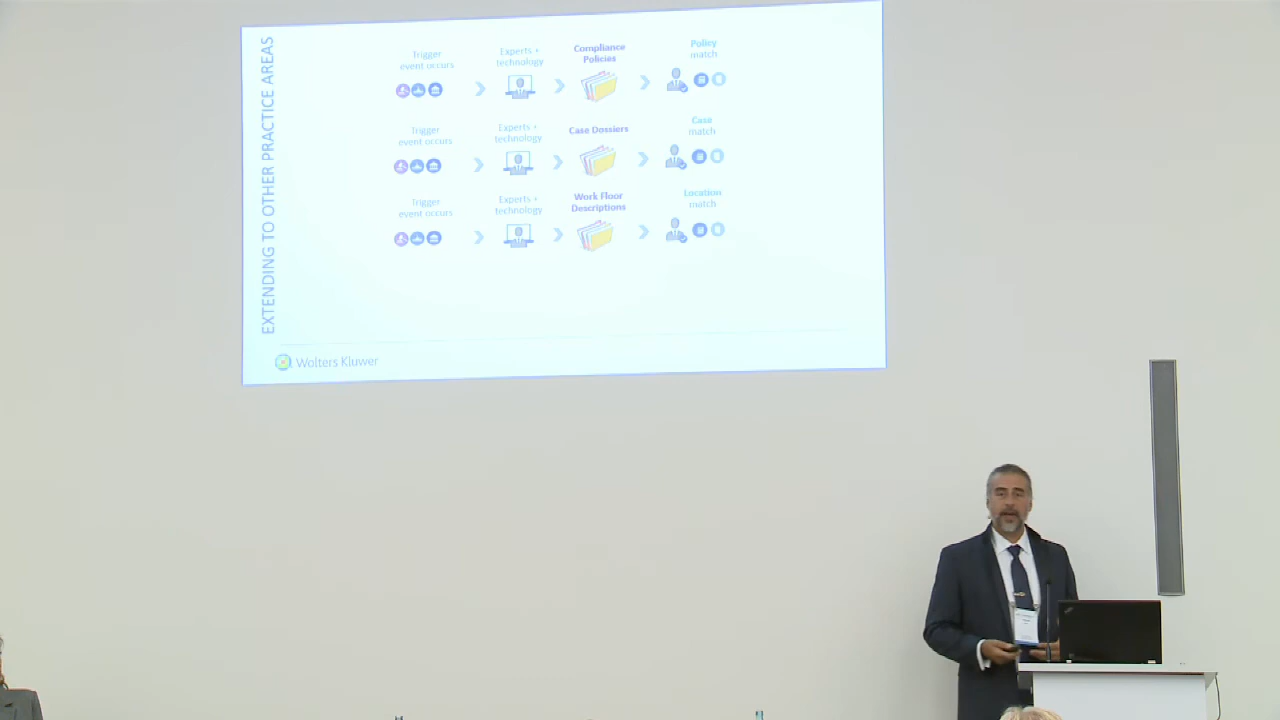 EXTENDING TO OTHER PRACTICE AREAS
Trigger
event occurs
Experts +
technology
Compliance
Policies
Policy
match
Trigger
event occurs
Experts +
technology
Case Dossiers
Case
match
Trigger
event occurs
Experts +
technology
Work Floor
Descriptions
Location
match
Wolters Kluwer